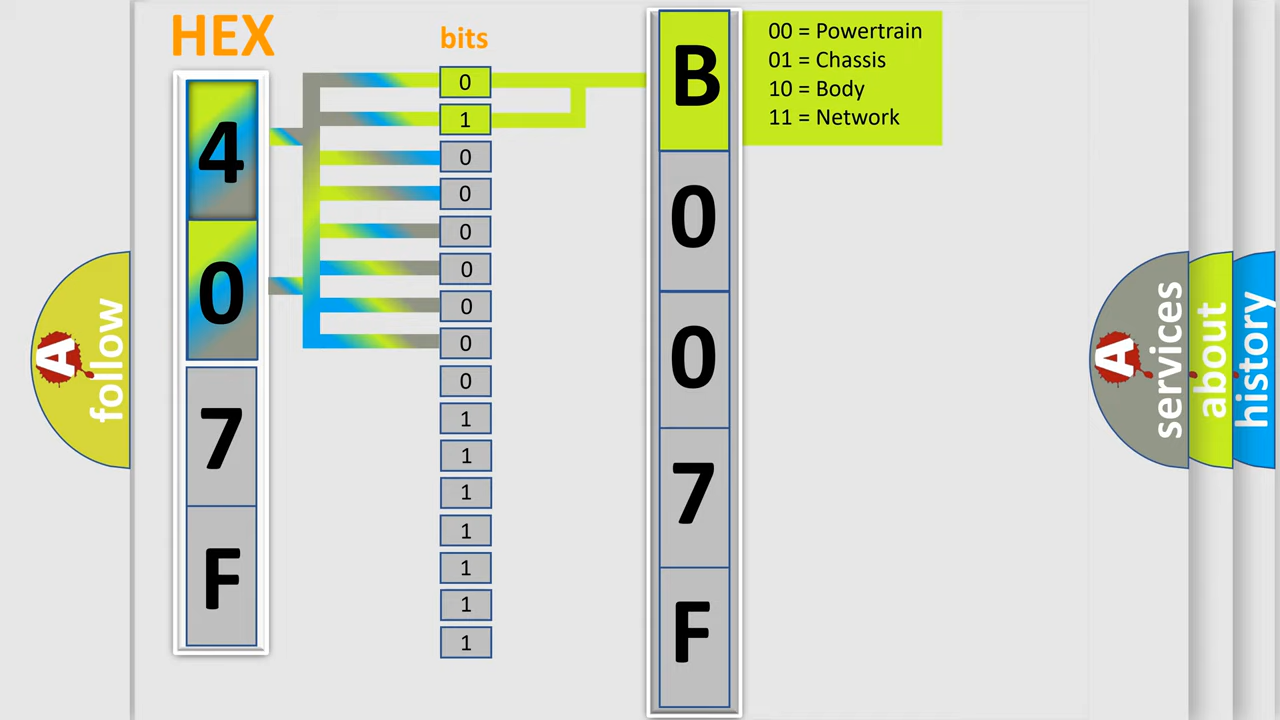 HEX
bits
4
0
7
F
0
1
0
0
0
0
0
0
0
1
1
1
1
1
1
1
B
0
0
7
F
00 = Powertrain
01 = Chassis
10 = Body
11 = Network
A
follow
A
services
about
history